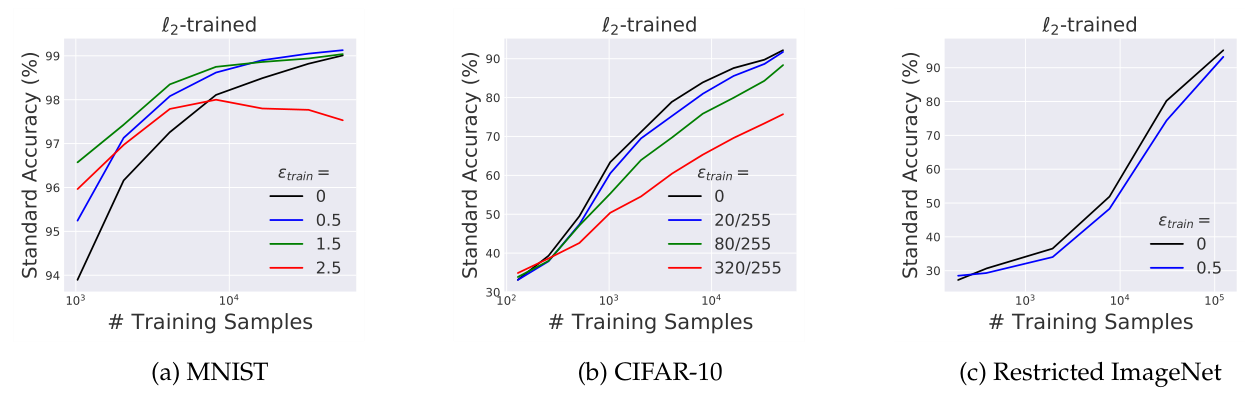 ℓ₂-trained
Standard Accuracy (%)
99
98
97
96
95
94
ε_train =
0
0.5
1.5
2.5
10³
10⁴
# Training Samples
(a) MNIST
ℓ₂-trained
Standard Accuracy (%)
90
80
70
60
50
40
30
ε_train =
0
20/255
80/255
320/255
10²
10³
10⁴
# Training Samples
(b) CIFAR-10
ℓ₂-trained
Standard Accuracy (%)
90
80
70
60
50
40
30
ε_train =
0
0.5
10³
10⁴
10⁵
# Training Samples
(c) Restricted ImageNet